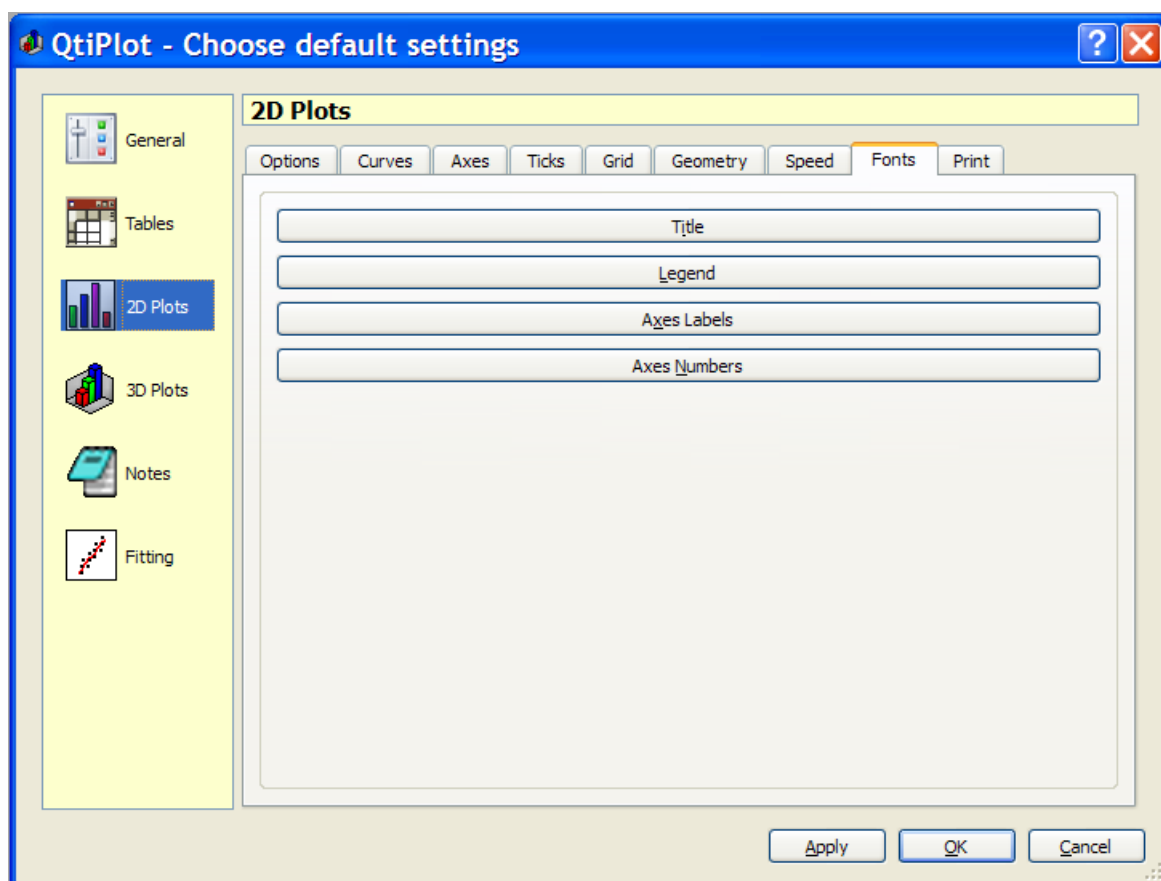 QtiPlot - Choose default settings
General
Tables
2D Plots
3D Plots
Notes
Fitting
2D Plots
Options Curves Axes Ticks Grid Geometry Speed Fonts Print
Title
Legend
Axes Labels
Axes Numbers
Apply OK Cancel